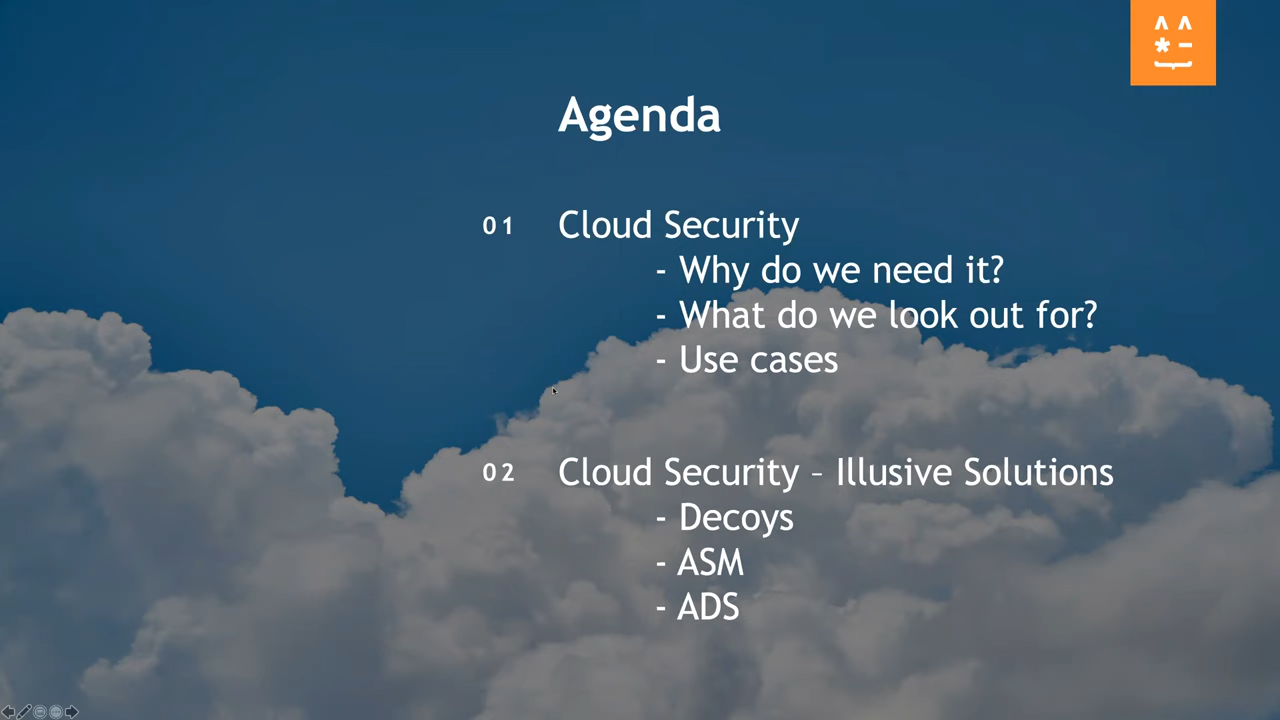 Agenda
01 Cloud Security
- Why do we need it?
- What do we look out for?
- Use cases
02 Cloud Security – Illusive Solutions
- Decoys
- ASM
- ADS